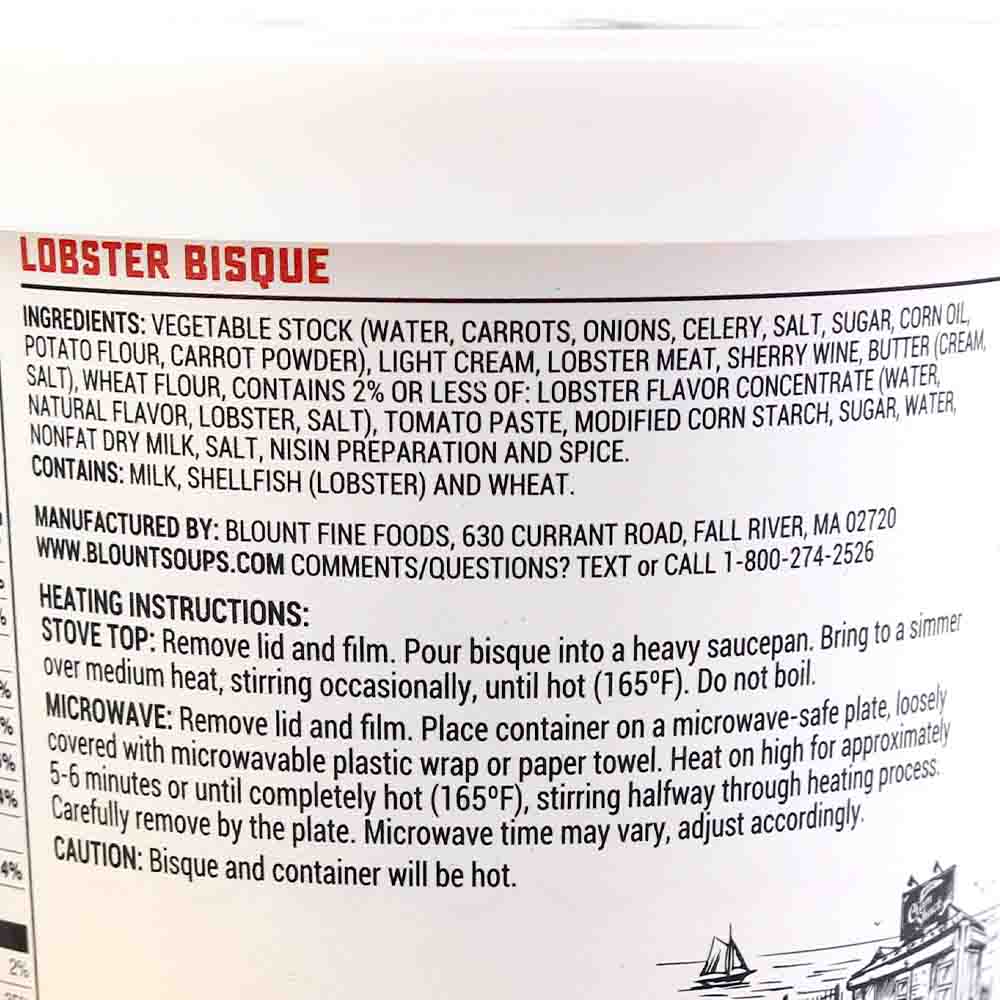 LOBSTER BISQUE
INGREDIENTS: VEGETABLE STOCK (WATER, CARROTS, ONIONS, CELERY, SALT, SUGAR, CORN OIL,
POTATO FLOUR, CARROT POWDER), LIGHT CREAM, LOBSTER MEAT, SHERRY WINE, BUTTER (CREAM,
SALT), WHEAT FLOUR, CONTAINS 2% OR LESS OF: LOBSTER FLAVOR CONCENTRATE (WATER,
NATURAL FLAVOR, LOBSTER, SALT), TOMATO PASTE, MODIFIED CORN STARCH, SUGAR, WATER,
NONFAT DRY MILK, SALT, NISIN PREPARATION AND SPICE.
CONTAINS: MILK, SHELLFISH (LOBSTER) AND WHEAT.
MANUFACTURED BY: BLOUNT FINE FOODS, 630 CURRANT ROAD, FALL RIVER, MA 02720
WWW.BLOUNTSOUPS.COM COMMENTS/QUESTIONS? TEXT or CALL 1-800-274-2526
HEATING INSTRUCTIONS:
STOVE TOP: Remove lid and film. Pour bisque into a heavy saucepan. Bring to a simmer
over medium heat, stirring occasionally, until hot (165ºF). Do not boil.
MICROWAVE: Remove lid and film. Place container on a microwave-safe plate, loosely
covered with microwavable plastic wrap or paper towel. Heat on high for approximately
5-6 minutes or until completely hot (165ºF), stirring halfway through heating process.
Carefully remove by the plate. Microwave time may vary, adjust accordingly.
CAUTION: Bisque and container will be hot.
4%
2%